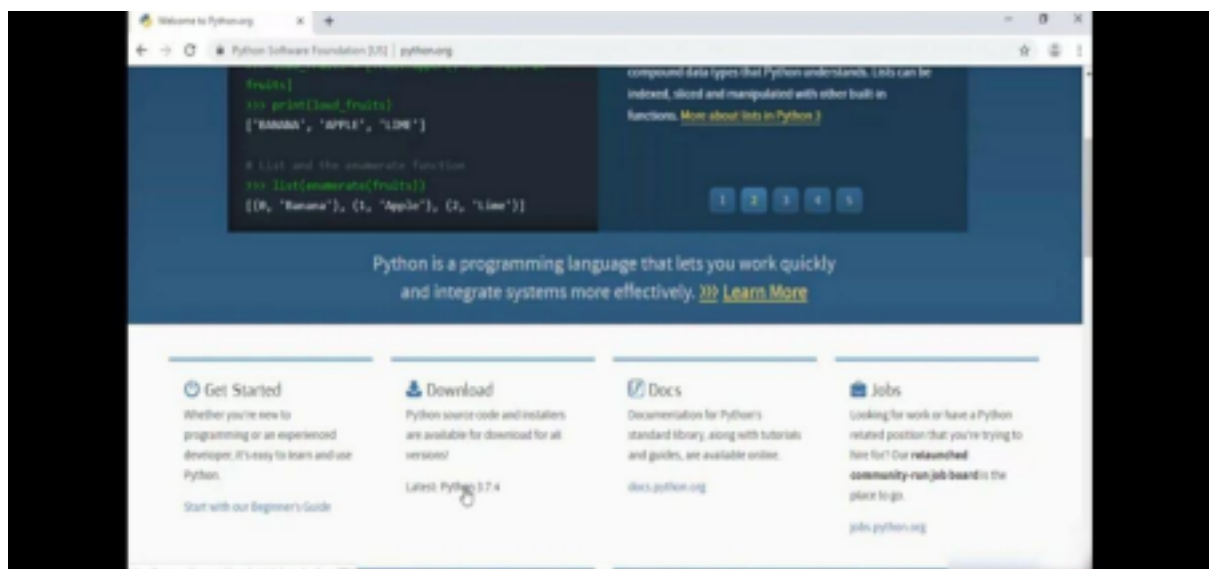 Welcome to Python.org
Python Software Foundation [US] | python.org
fruits]
>>> print(loud_fruits)
['BANANA', 'APPLE', 'LIME']
# List and the enumerate function
>>> list(enumerate(fruits))
[(0, 'Banana'), (1, 'Apple'), (2, 'Lime')]
compound data types that Python understands. Lists can be
indexed, sliced and manipulated with other built-in
functions. More about lists in Python 3
1 2 3 4 5
Python is a programming language that lets you work quickly
and integrate systems more effectively. >>> Learn More
Get Started
Whether you're new to
programming or an experienced
developer, it's easy to learn and use
Python.
Start with our Beginner's Guide
Download
Python source code and installers
are available for download for all
versions!
Latest: Python 3.7.4
Docs
Documentation for Python's
standard library, along with tutorials
and guides, are available online.
docs.python.org
Jobs
Looking for work or have a Python
related position that you're trying to
hire for? Our relaunched
community-run job board is the
place to go.
jobs.python.org